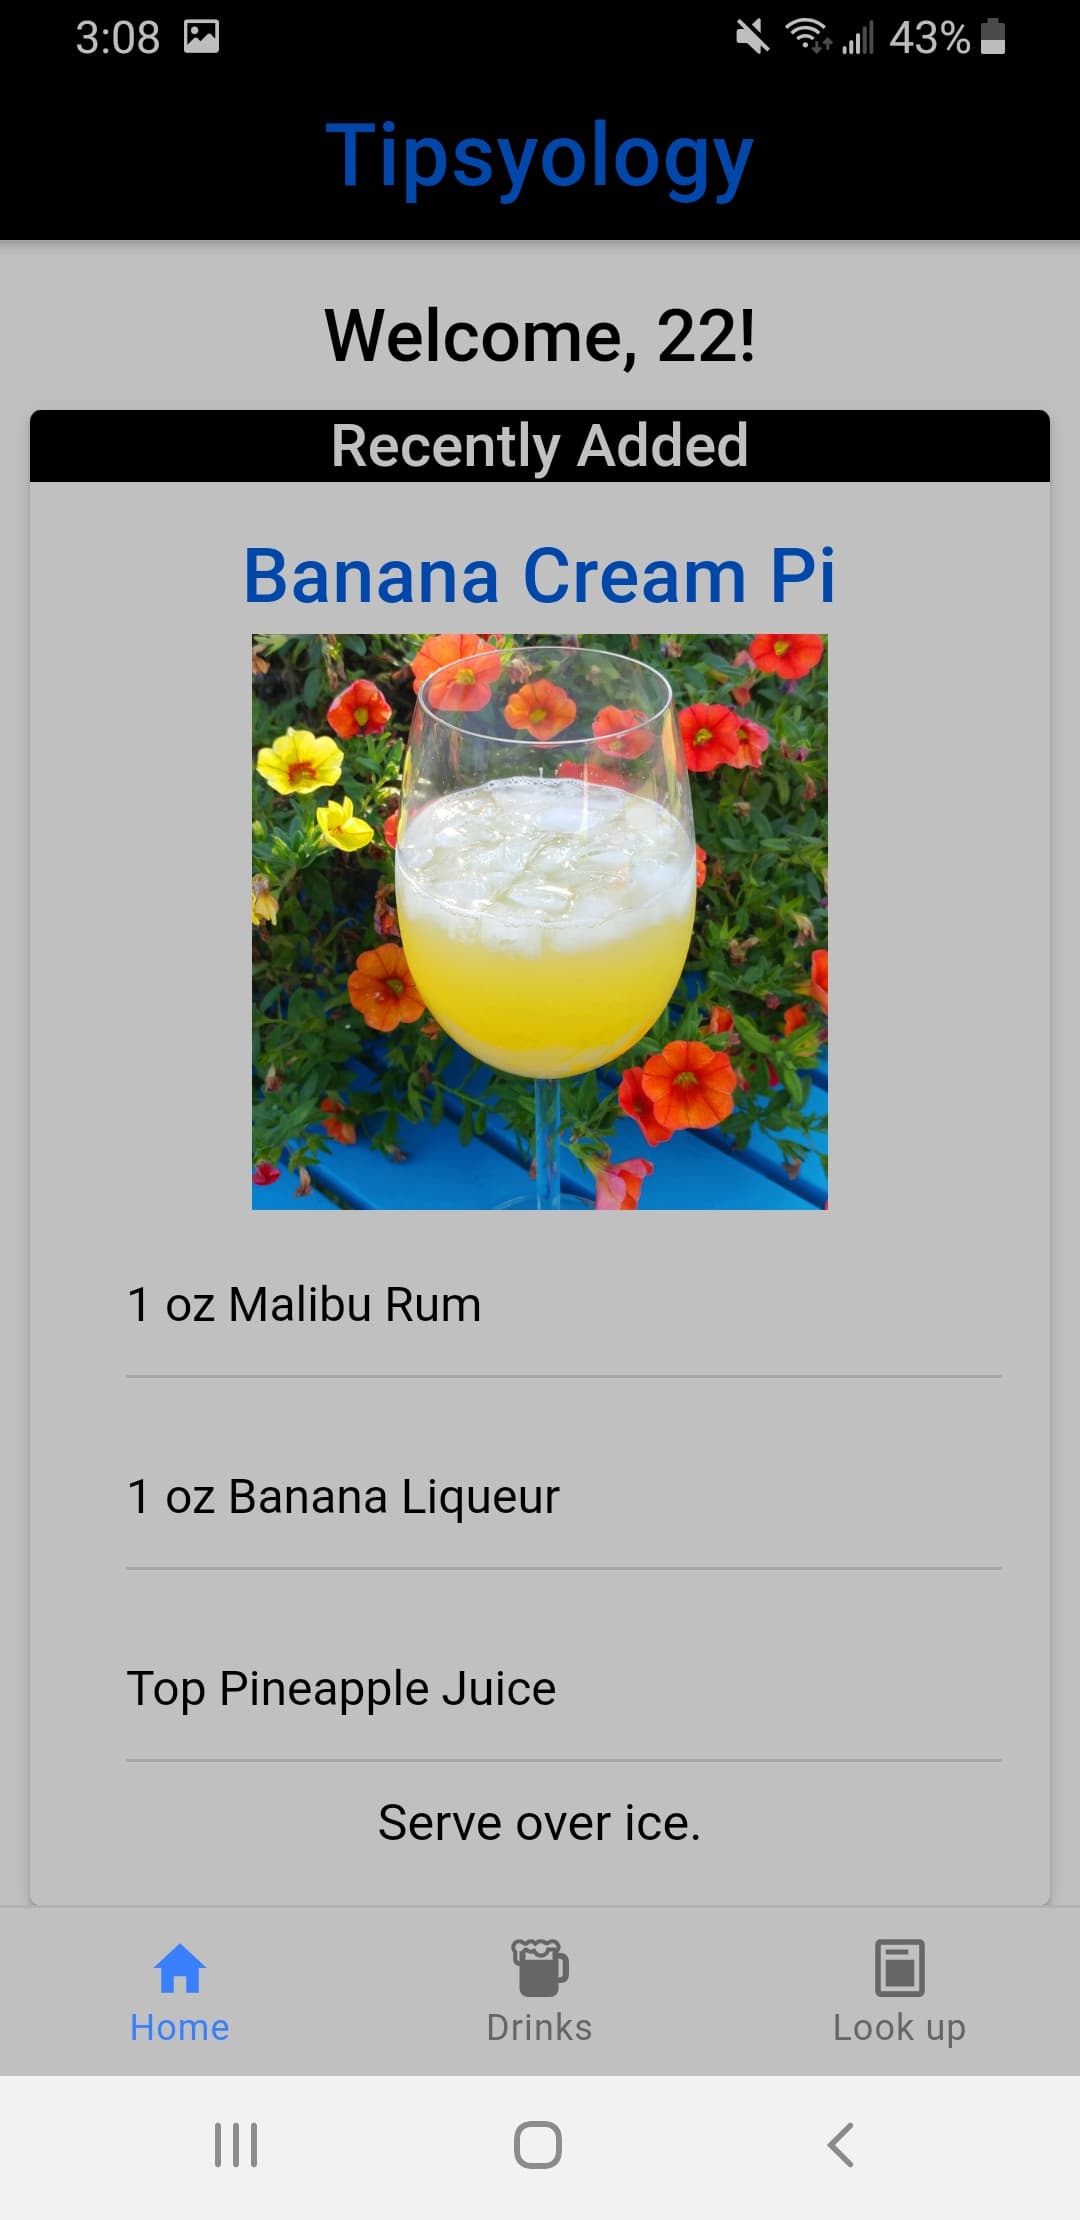 3:08 43%
Tipsyology
Welcome, 22!
Recently Added
Banana Cream Pi
1 oz Malibu Rum
1 oz Banana Liqueur
Top Pineapple Juice
Serve over ice.
Home Drinks Look up